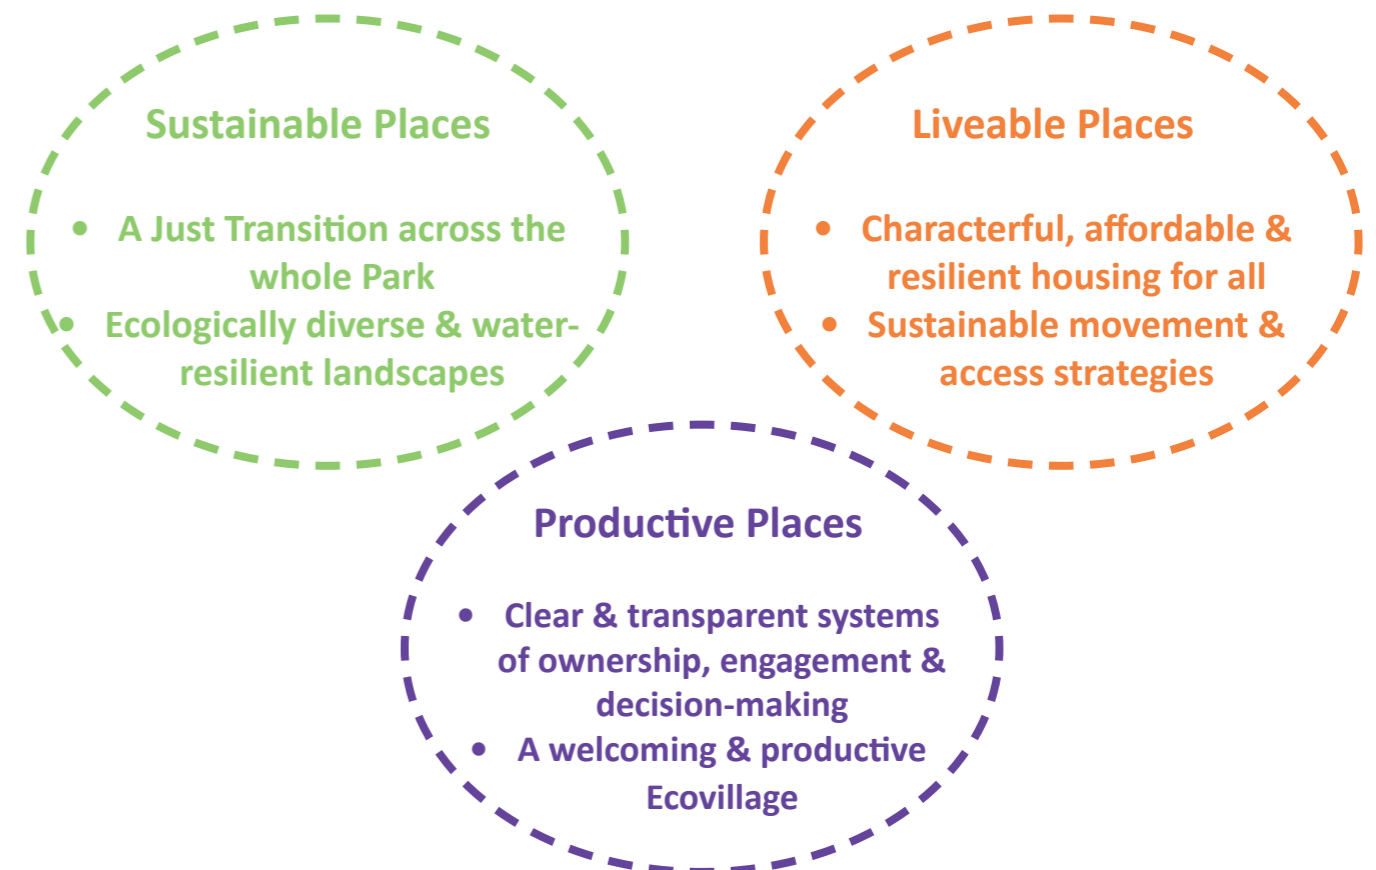 Sustainable Places
• A Just Transition across the
whole Park
• Ecologically diverse & water-
resilient landscapes
Liveable Places
• Characterful, affordable &
resilient housing for all
• Sustainable movement &
access strategies
Productive Places
• Clear & transparent systems
of ownership, engagement &
decision-making
• A welcoming & productive
Ecovillage